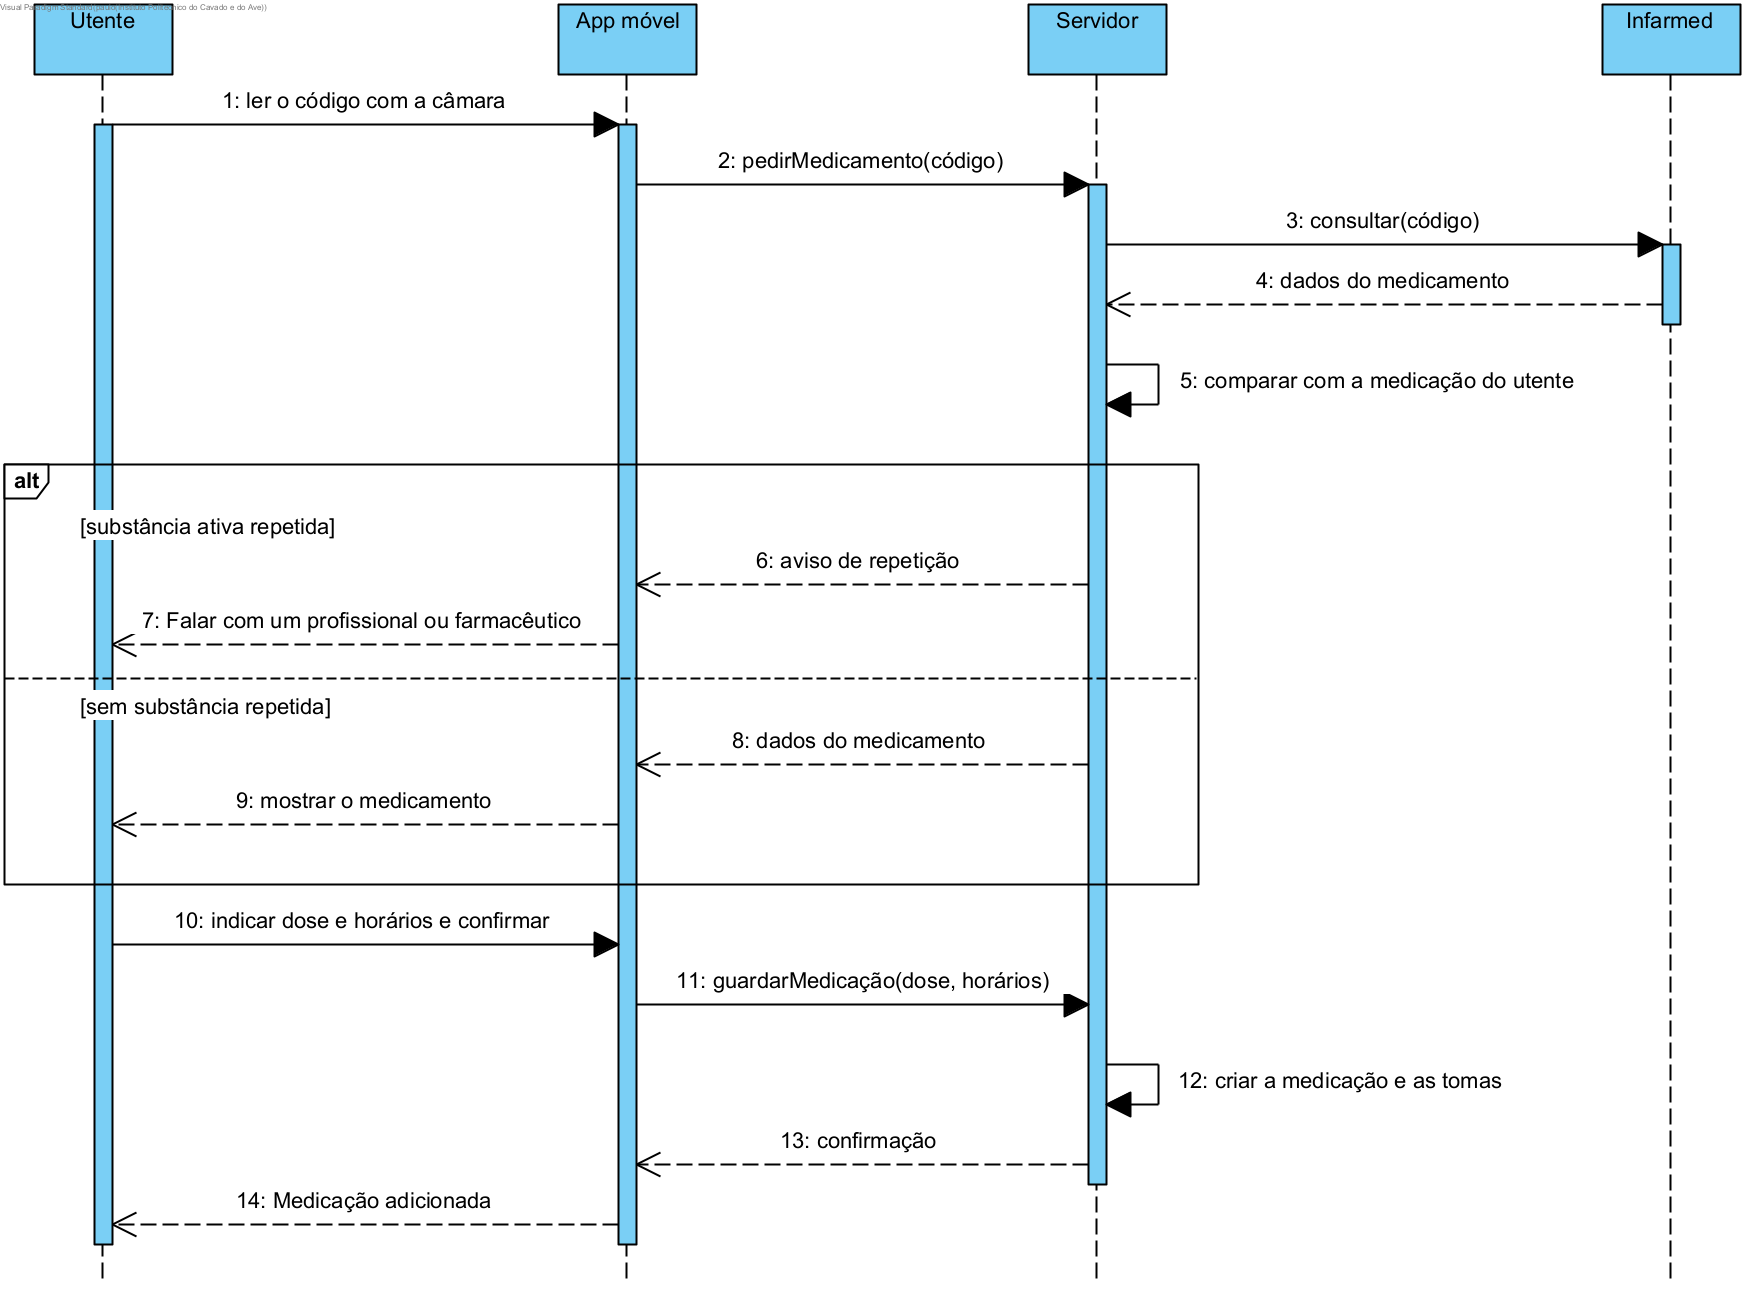 Utente
App móvel
Servidor
Infarmed
1: ler o código com a câmara
2: pedirMedicamento(código)
3: consultar(código)
4: dados do medicamento
5: comparar com a medicação do utente
alt
[substância ativa repetida]
6: aviso de repetição
7: Falar com um profissional ou farmacêutico
[sem substância repetida]
8: dados do medicamento
9: mostrar o medicamento
10: indicar dose e horários e confirmar
11: guardarMedicação(dose, horários)
12: criar a medicação e as tomas
13: confirmação
14: Medicação adicionada